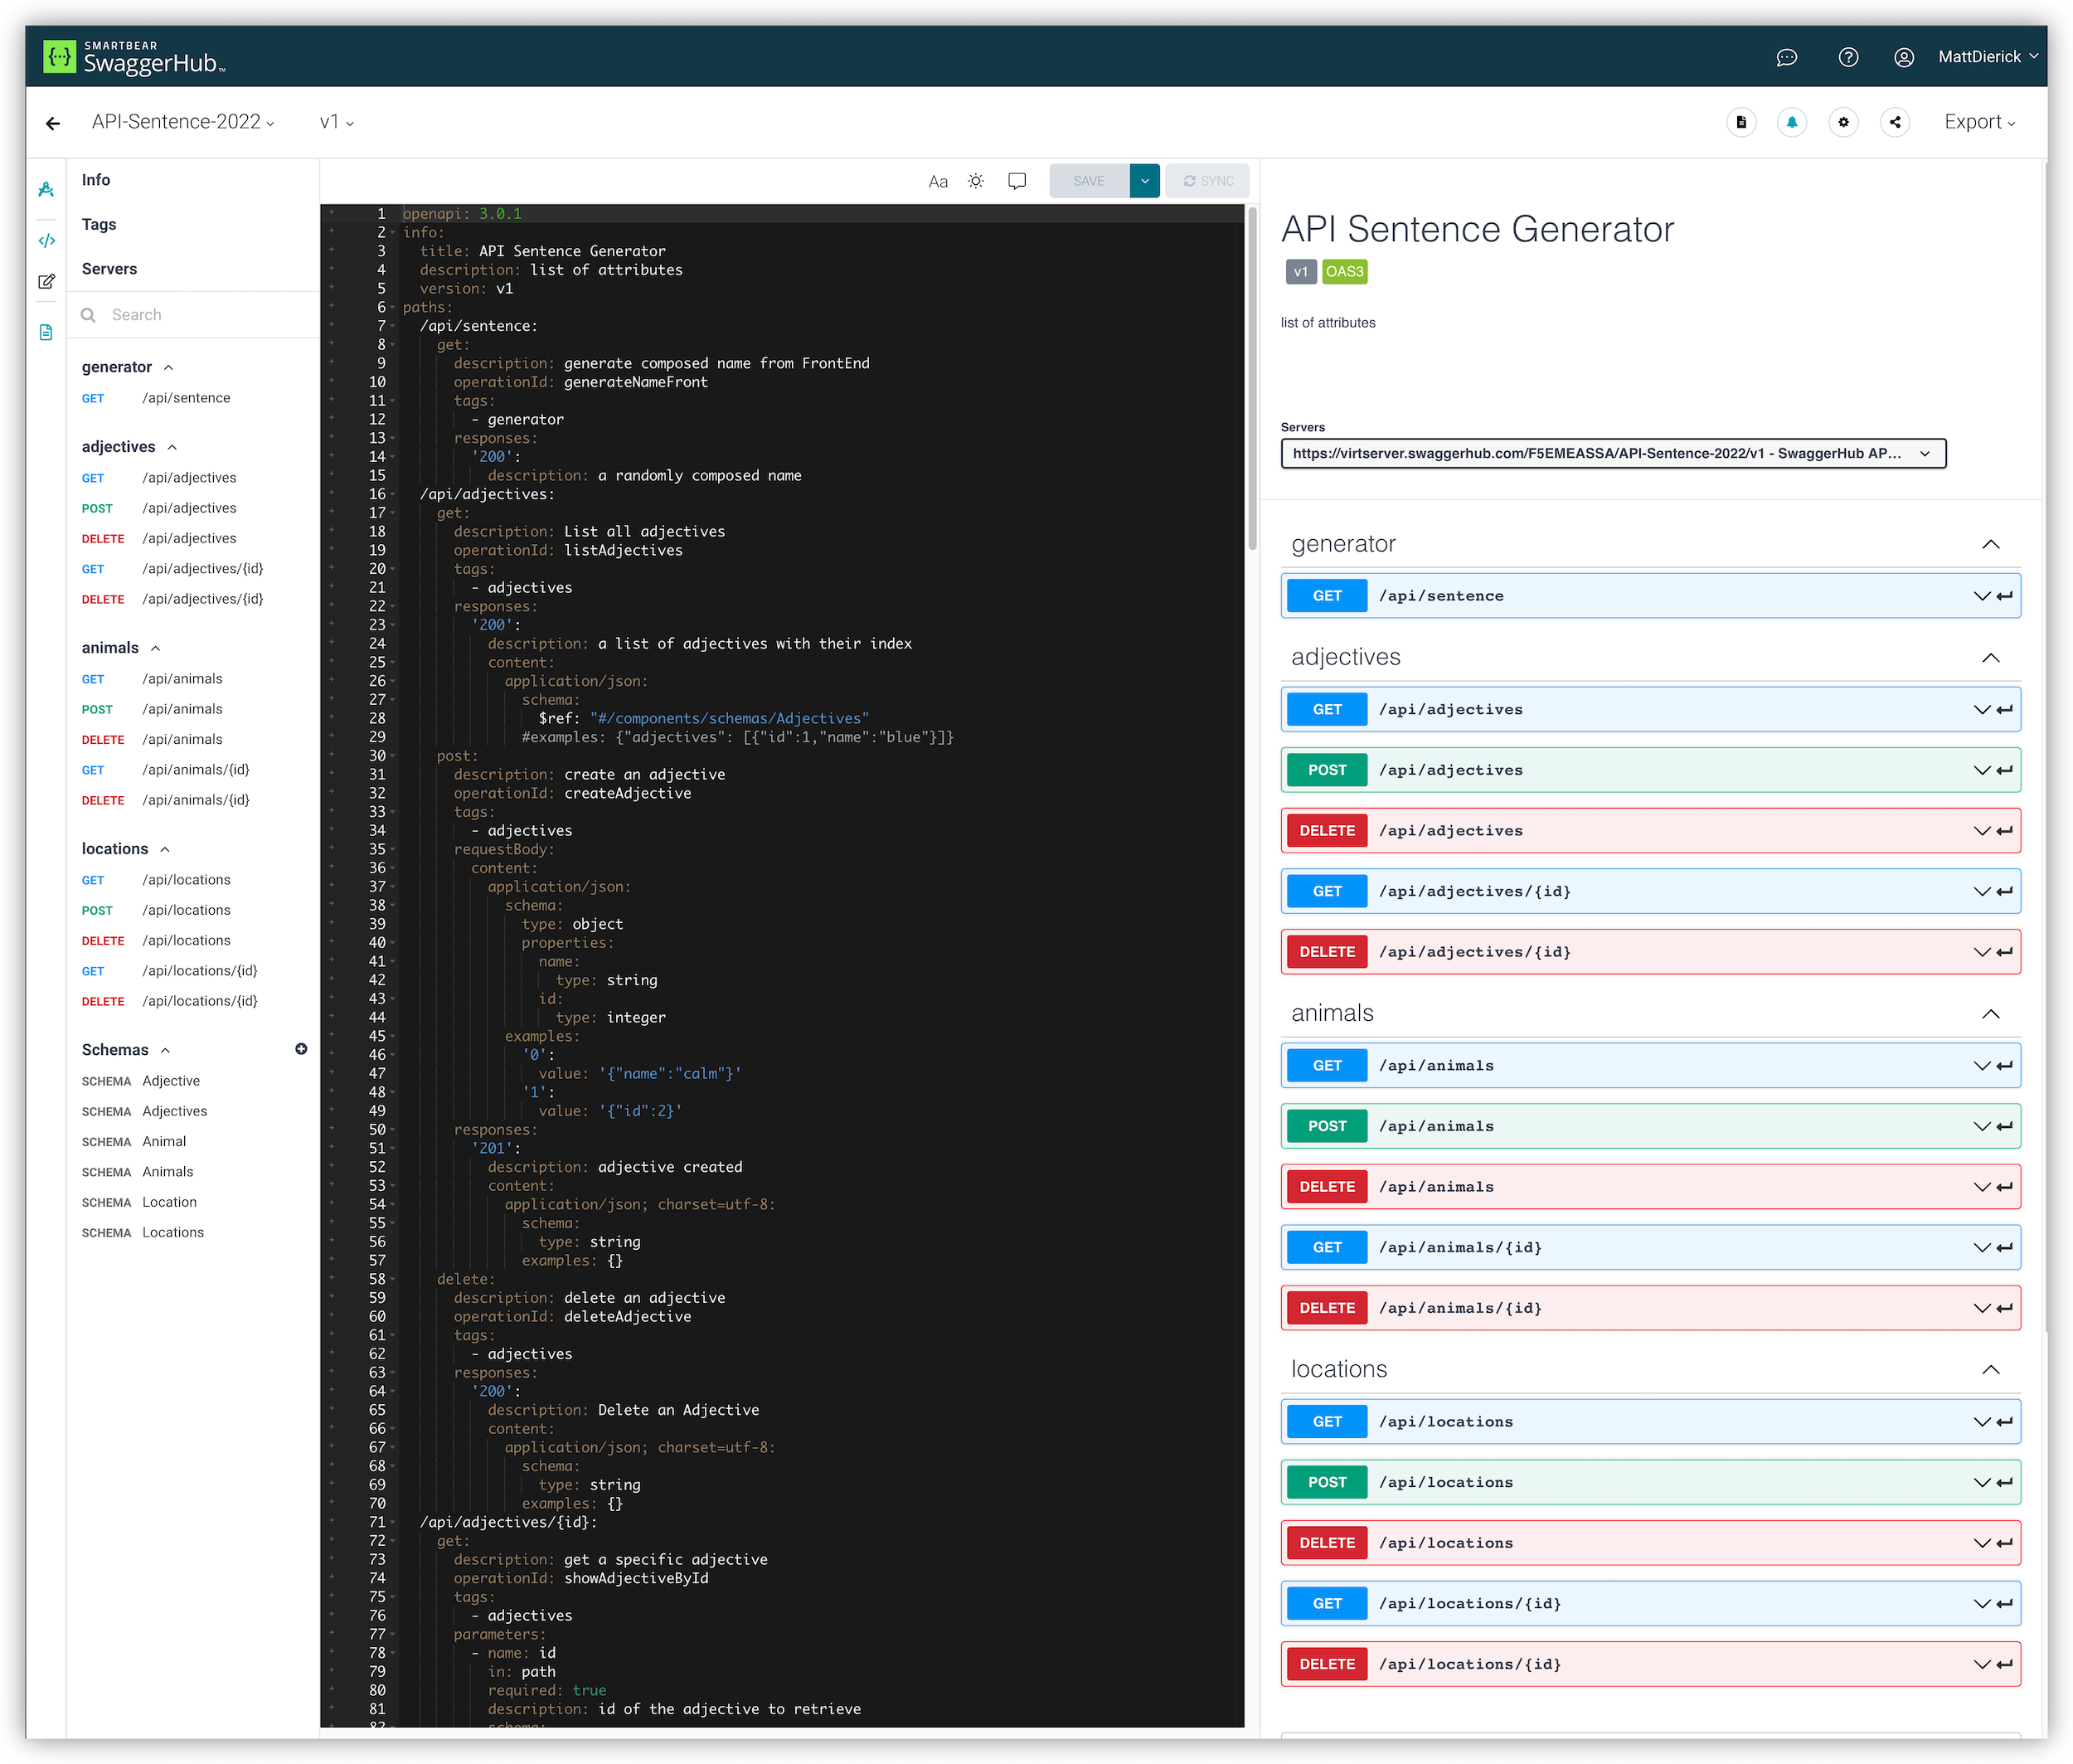 SMARTBEAR
SwaggerHub™
MattDierick
API-Sentence-2022
v1
Export
Info
Tags
Servers
Search
generator
GET /api/sentence
adjectives
GET /api/adjectives
POST /api/adjectives
DELETE /api/adjectives
GET /api/adjectives/{id}
DELETE /api/adjectives/{id}
animals
GET /api/animals
POST /api/animals
DELETE /api/animals
GET /api/animals/{id}
DELETE /api/animals/{id}
locations
GET /api/locations
POST /api/locations
DELETE /api/locations
GET /api/locations/{id}
DELETE /api/locations/{id}
Schemas
SCHEMA Adjective
SCHEMA Adjectives
SCHEMA Animal
SCHEMA Animals
SCHEMA Location
SCHEMA Locations
Aa
SAVE
SYNC
1 openapi: 3.0.1
2 info:
3 title: API Sentence Generator
4 description: list of attributes
5 version: v1
6 paths:
7 /api/sentence:
8 get:
9 description: generate composed name from FrontEnd
10 operationId: generateNameFront
11 tags:
12 - generator
13 responses:
14 '200':
15 description: a randomly composed name
16 /api/adjectives:
17 get:
18 description: List all adjectives
19 operationId: listAdjectives
20 tags:
21 - adjectives
22 responses:
23 '200':
24 description: a list of adjectives with their index
25 content:
26 application/json:
27 schema:
28 $ref: "#/components/schemas/Adjectives"
29 #examples: {"adjectives": [{"id":1,"name":"blue"}]}
30 post:
31 description: create an adjective
32 operationId: createAdjective
33 tags:
34 - adjectives
35 requestBody:
36 content:
37 application/json:
38 schema:
39 type: object
40 properties:
41 name:
42 type: string
43 id:
44 type: integer
45 examples:
46 '0':
47 value: '{"name":"calm"}'
48 '1':
49 value: '{"id":2}'
50 responses:
51 '201':
52 description: adjective created
53 content:
54 application/json; charset=utf-8:
55 schema:
56 type: string
57 examples: {}
58 delete:
59 description: delete an adjective
60 operationId: deleteAdjective
61 tags:
62 - adjectives
63 responses:
64 '200':
65 description: Delete an Adjective
66 content:
67 application/json; charset=utf-8:
68 schema:
69 type: string
70 examples: {}
71 /api/adjectives/{id}:
72 get:
73 description: get a specific adjective
74 operationId: showAdjectiveById
75 tags:
76 - adjectives
77 parameters:
78 - name: id
79 in: path
80 required: true
81 description: id of the adjective to retrieve
82 schema:
API Sentence Generator
v1 OAS3
list of attributes
Servers
https://virtserver.swaggerhub.com/F5EMEASSA/API-Sentence-2022/v1 - SwaggerHub AP...
generator
GET /api/sentence
adjectives
GET /api/adjectives
POST /api/adjectives
DELETE /api/adjectives
GET /api/adjectives/{id}
DELETE /api/adjectives/{id}
animals
GET /api/animals
POST /api/animals
DELETE /api/animals
GET /api/animals/{id}
DELETE /api/animals/{id}
locations
GET /api/locations
POST /api/locations
DELETE /api/locations
GET /api/locations/{id}
DELETE /api/locations/{id}